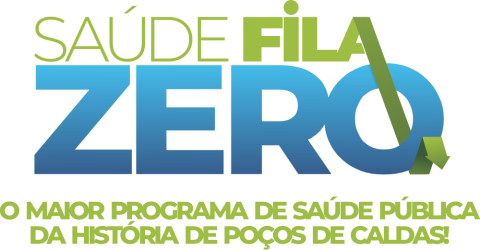 SAÚDE FiLA
ZERO
O MAIOR PROGRAMA DE SAÚDE PÚBLICA
DA HISTÓRIA DE POÇOS DE CALDAS!